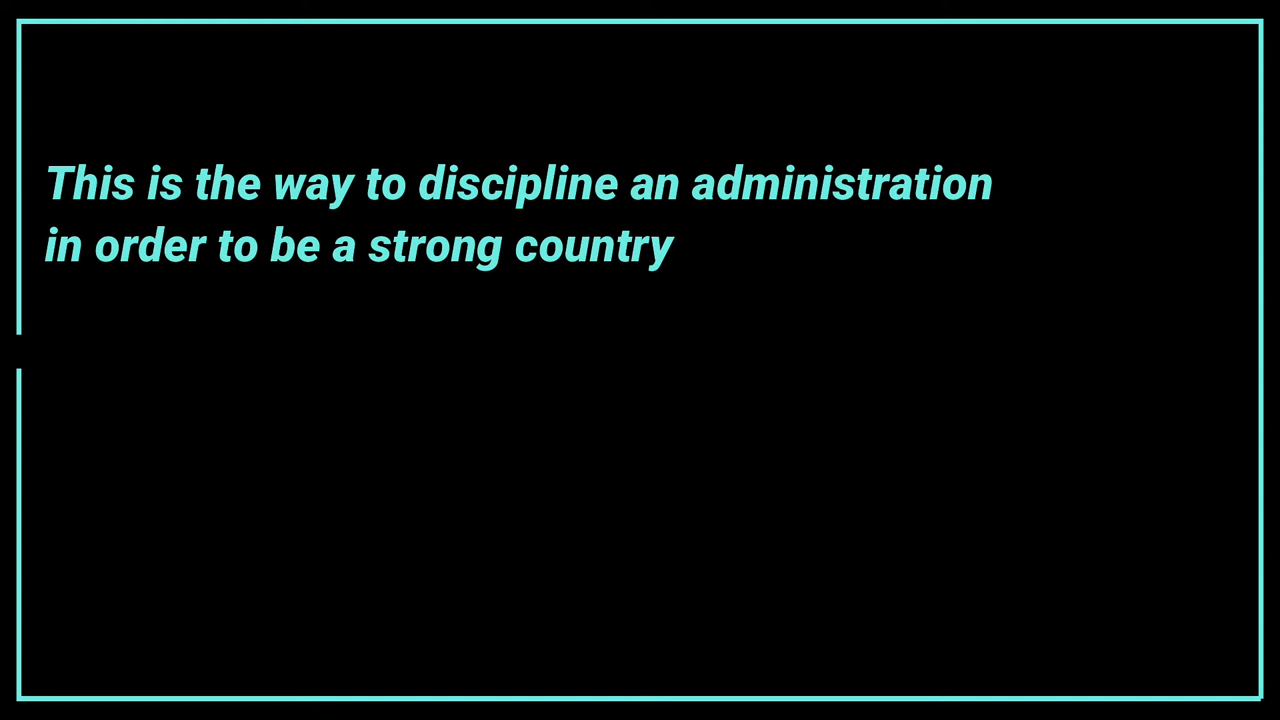 This is the way to discipline an administration
in order to be a strong country